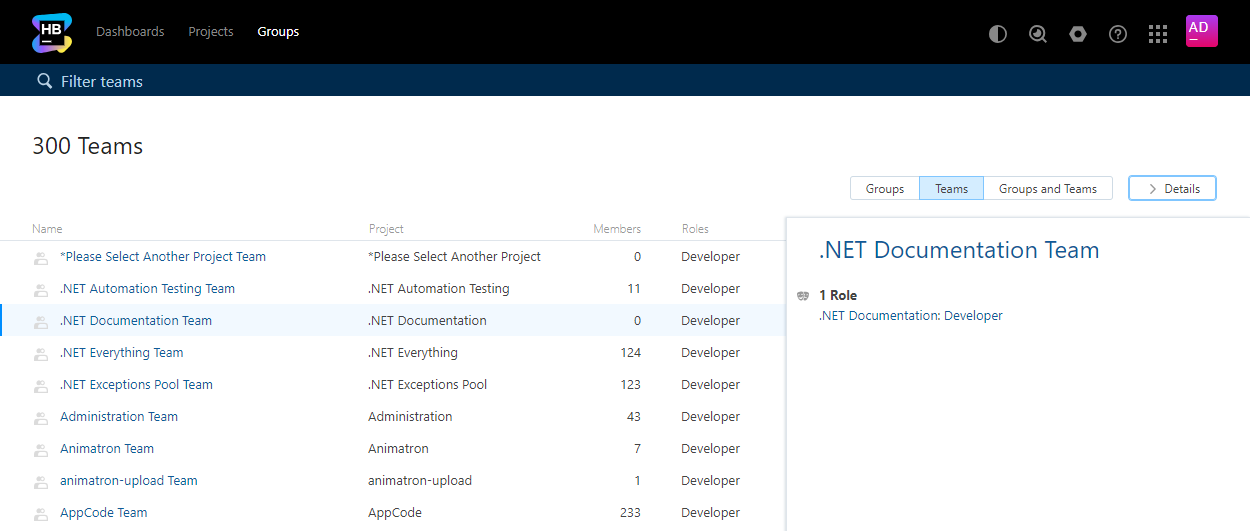 HB Dashboards Projects Groups AD
Filter teams
300 Teams
Groups Teams Groups and Teams Details
Name Project Members Roles
*Please Select Another Project Team *Please Select Another Project 0 Developer
.NET Automation Testing Team .NET Automation Testing 11 Developer
.NET Documentation Team .NET Documentation 0 Developer
.NET Everything Team .NET Everything 124 Developer
.NET Exceptions Pool Team .NET Exceptions Pool 123 Developer
Administration Team Administration 43 Developer
Animatron Team Animatron 7 Developer
animatron-upload Team animatron-upload 1 Developer
AppCode Team AppCode 233 Developer
.NET Documentation Team
1 Role
.NET Documentation: Developer